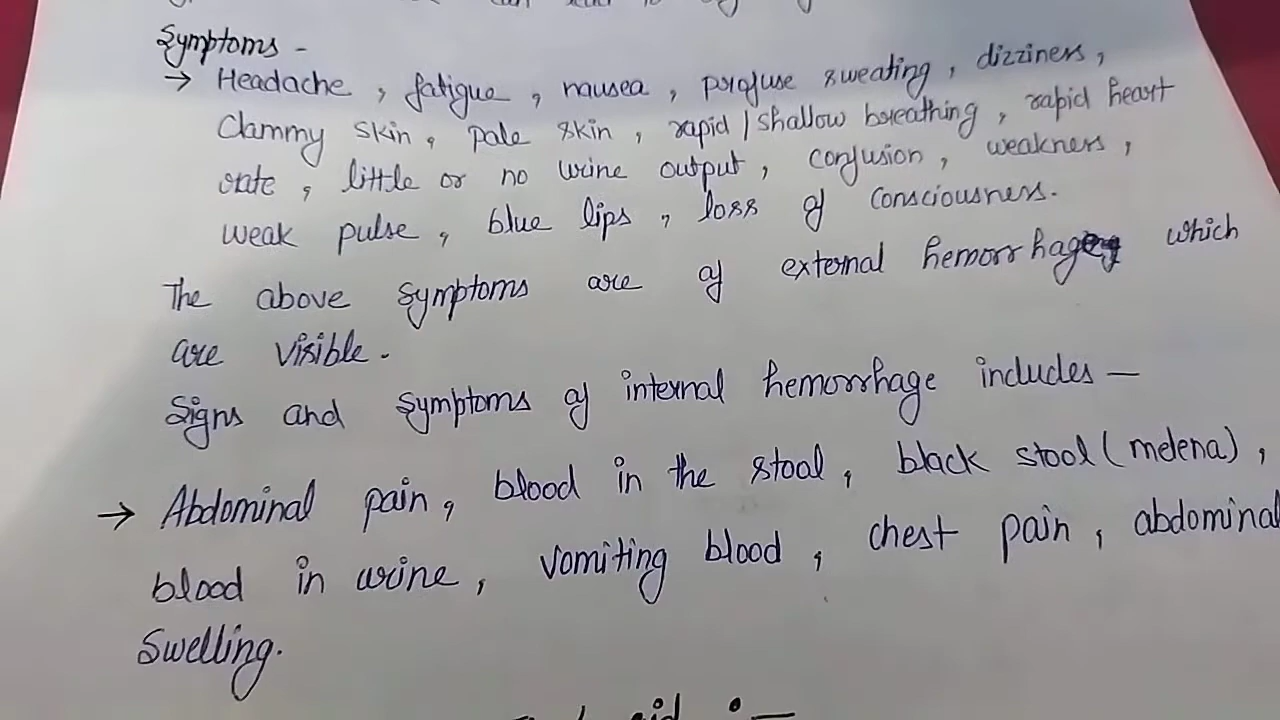 Symptoms -
→ Headache, fatigue, nausea, profuse sweating, dizziness,
Clammy skin, pale skin, rapid/shallow breathing, rapid heart
rate, little or no urine output, confusion, weakness,
weak pulse, blue lips, loss of consciousness.
The above symptoms are of external hemorrhage which
are visible.
Signs and symptoms of internal hemorrhage includes —
→ Abdominal pain, blood in the stool, black stool (melena),
blood in urine, vomiting blood, chest pain, abdominal
Swelling.
aid :-